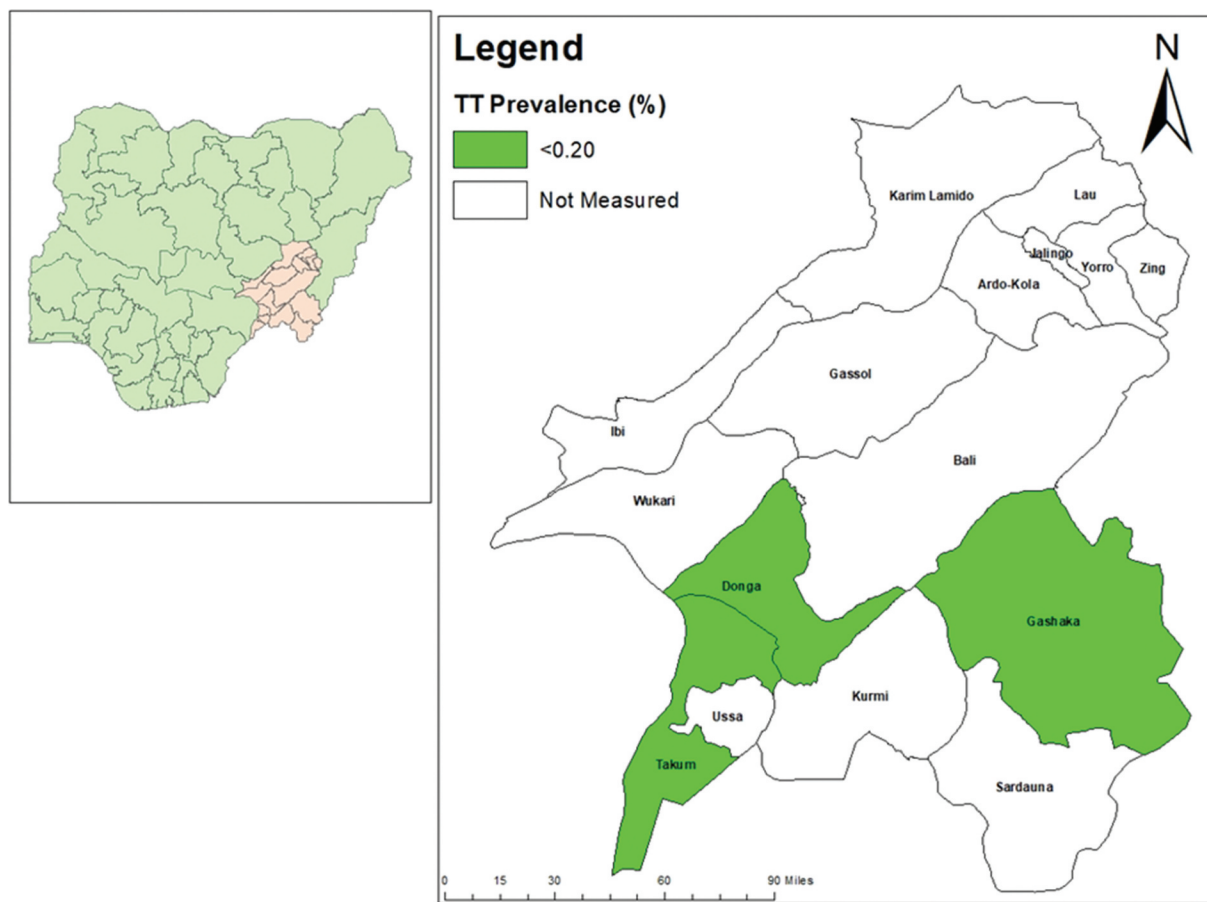 Legend
N
TT Prevalence (%)
<0.20
Not Measured
Karim Lamido
Lau
Jalingo
Yorro
Zing
Ardo-Kola
Gassol
Ibi
Bali
Wukari
Donga
Gashaka
Kurmi
Ussa
Takum
Sardauna
0 15 30 60 90 Miles